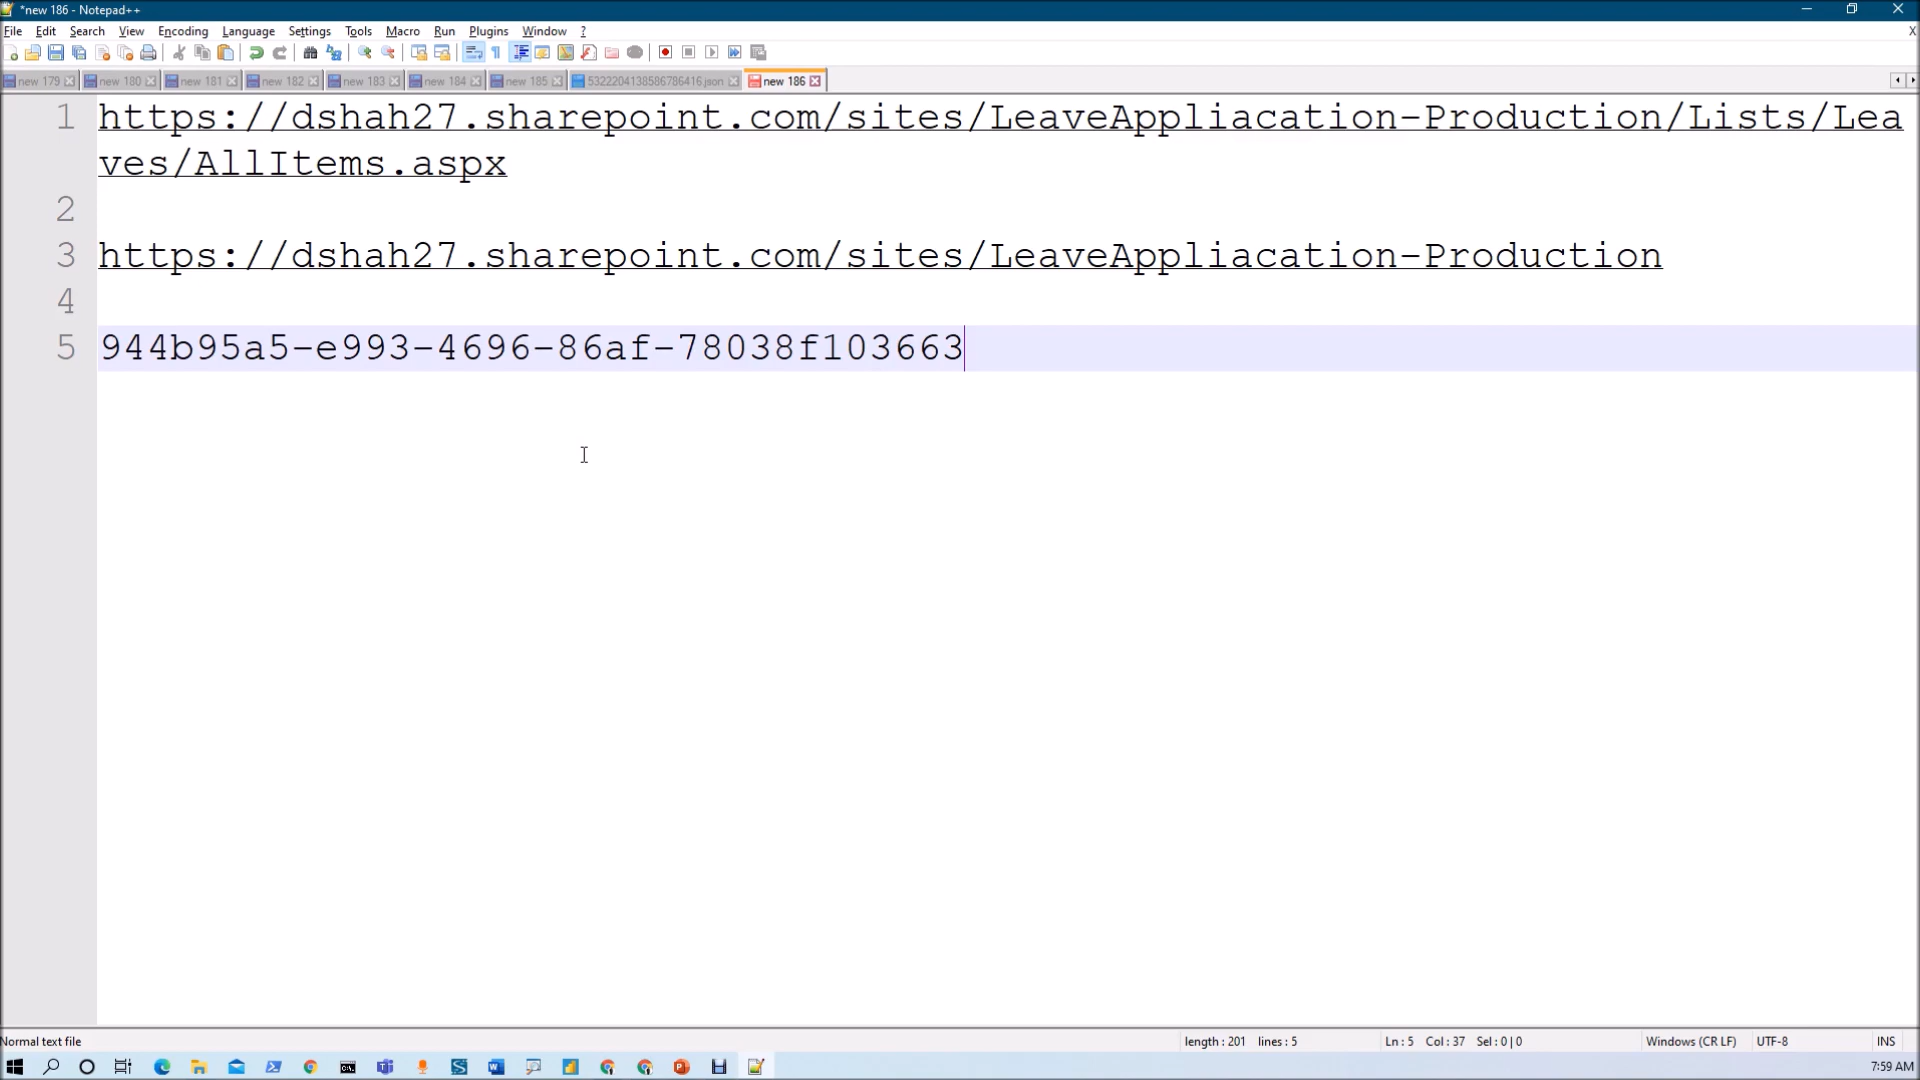 *new 186 - Notepad++
File Edit Search View Encoding Language Settings Tools Macro Run Plugins Window ? X
new 179 new 180 new 181 new 182 new 183 new 184 new 185 5322204138586786416.json new 186
1 https://dshah27.sharepoint.com/sites/LeaveAppliacation-Production/Lists/Lea
ves/AllItems.aspx
2
3 https://dshah27.sharepoint.com/sites/LeaveAppliacation-Production
4
5 944b95a5-e993-4696-86af-78038f103663
Normal text file length : 201 lines : 5 Ln : 5 Col : 37 Sel : 0 | 0 Windows (CR LF) UTF-8 INS
7:59 AM